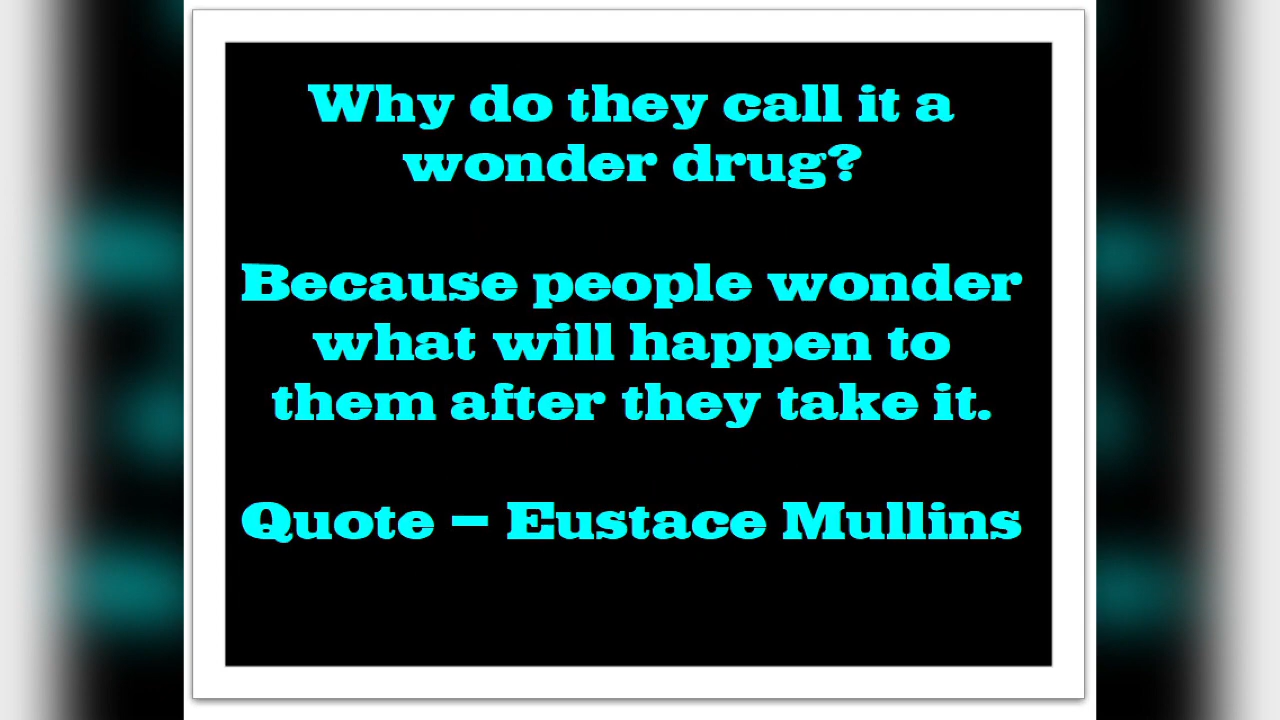 Why do they call it a
wonder drug?
Because people wonder
what will happen to
them after they take it.
Quote – Eustace Mullins